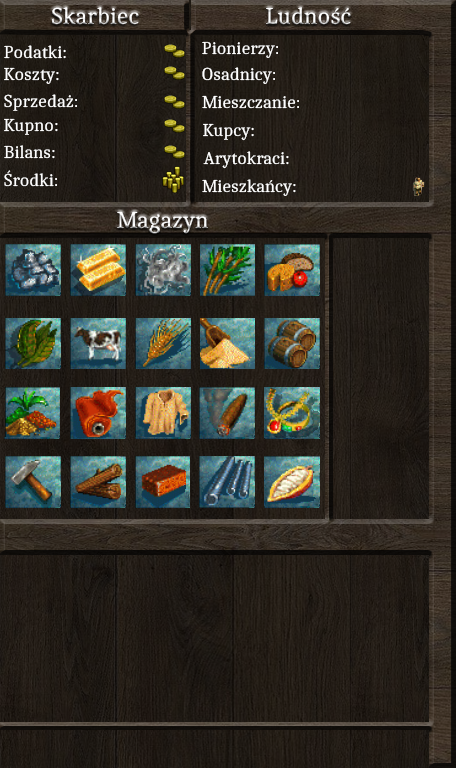 Skarbiec
Podatki:
Koszty:
Sprzedaż:
Kupno:
Bilans:
Środki:
Ludność
Pionierzy:
Osadnicy:
Mieszczanie:
Kupcy:
Arytokraci:
Mieszkańcy:
Magazyn